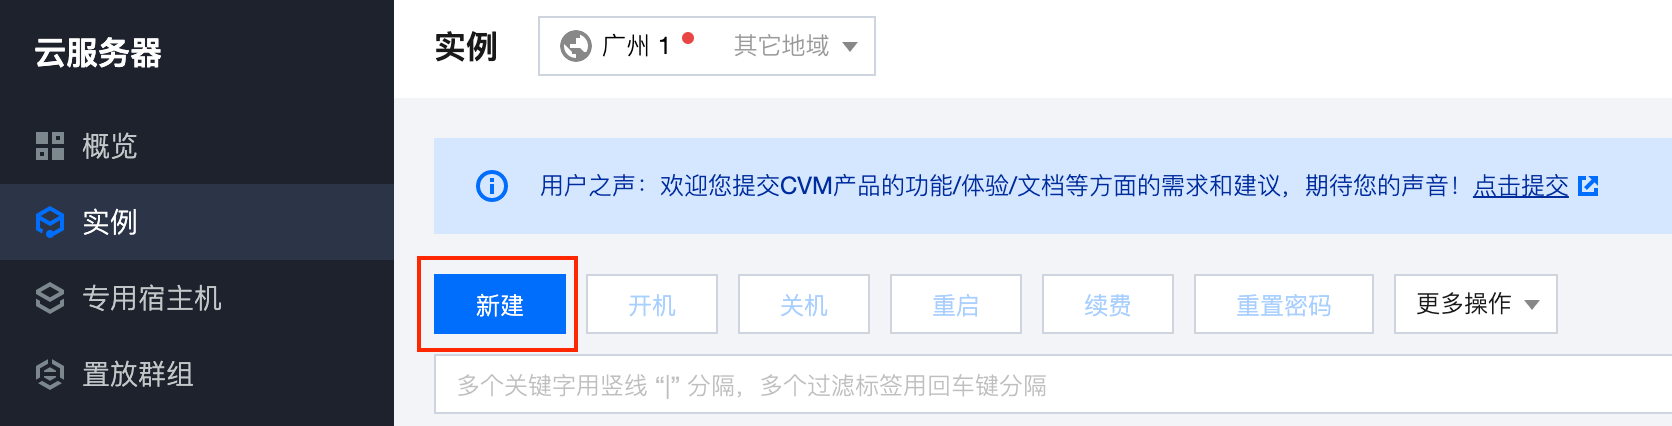 云服务器
概览
实例
专用宿主机
置放群组
实例 广州 1 其它地域
用户之声：欢迎您提交CVM产品的功能/体验/文档等方面的需求和建议，期待您的声音！点击提交
新建 开机 关机 重启 续费 重置密码 更多操作
多个关键字用竖线 “|” 分隔，多个过滤标签用回车键分隔